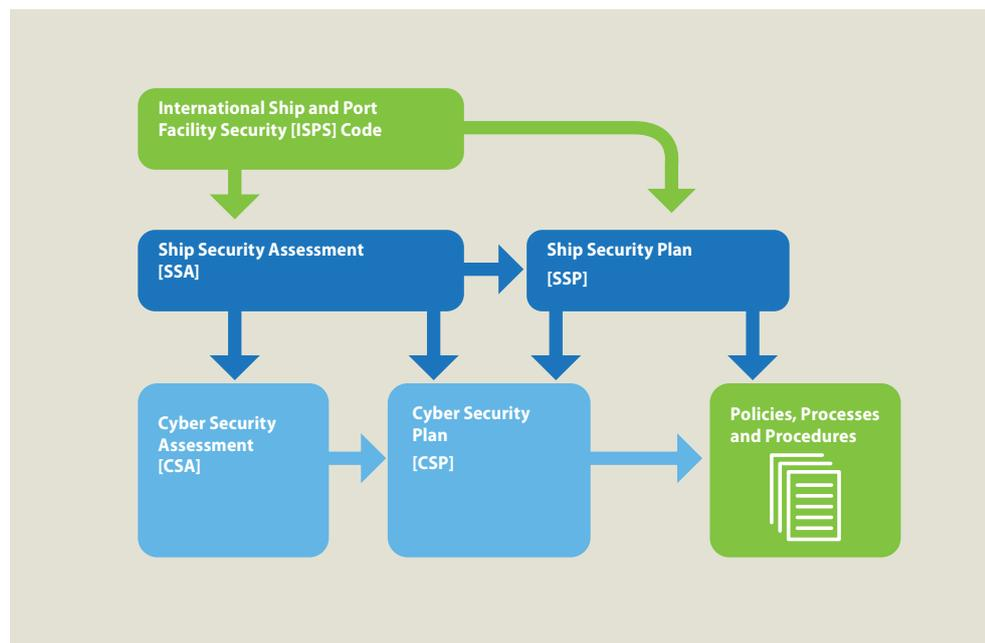 International Ship and Port
Facility Security [ISPS] Code
Ship Security Assessment
[SSA]
Ship Security Plan
[SSP]
Cyber Security
Assessment
[CSA]
Cyber Security
Plan
[CSP]
Policies, Processes
and Procedures